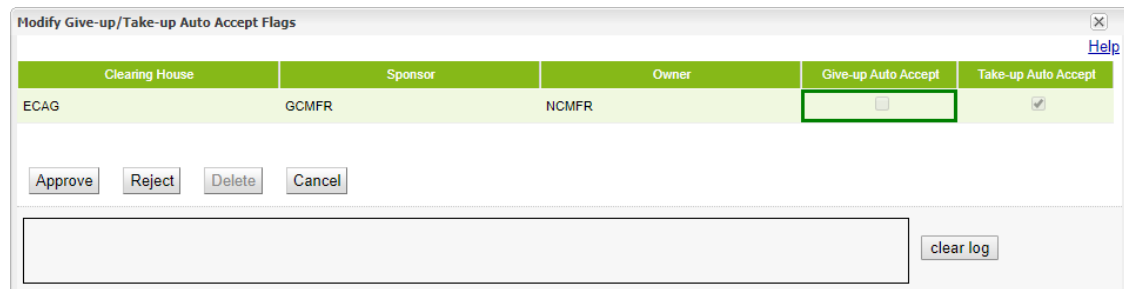 Modify Give-up/Take-up Auto Accept Flags
Help
Clearing House Sponsor Owner Give-up Auto Accept Take-up Auto Accept
ECAG GCMFR NCMFR
Approve Reject Delete Cancel
clear log